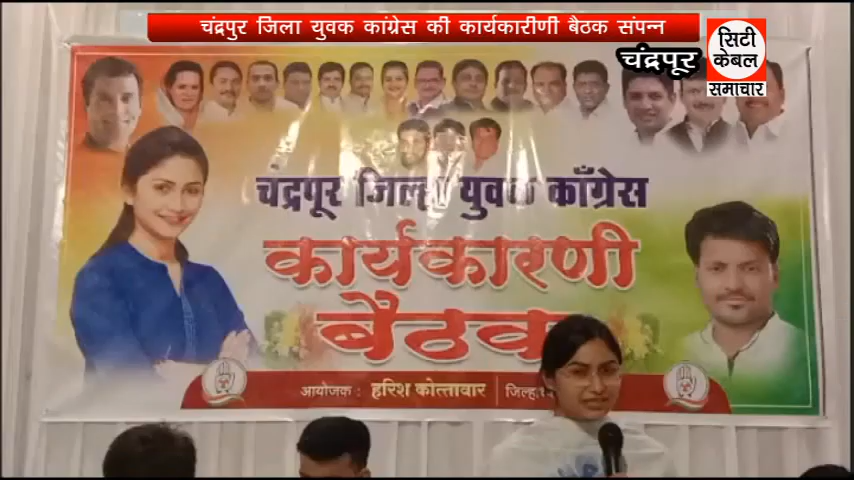 चंद्रपुर जिला युवक कांग्रेस की कार्यकारीणी बैठक संपन्न
चंद्रपूर
सिटी
केबल
समाचार
चंद्रपूर जिल्हा युवक काँग्रेस
कार्यकारणी
बैठक
आयोजक : हरिश कोत्तावार